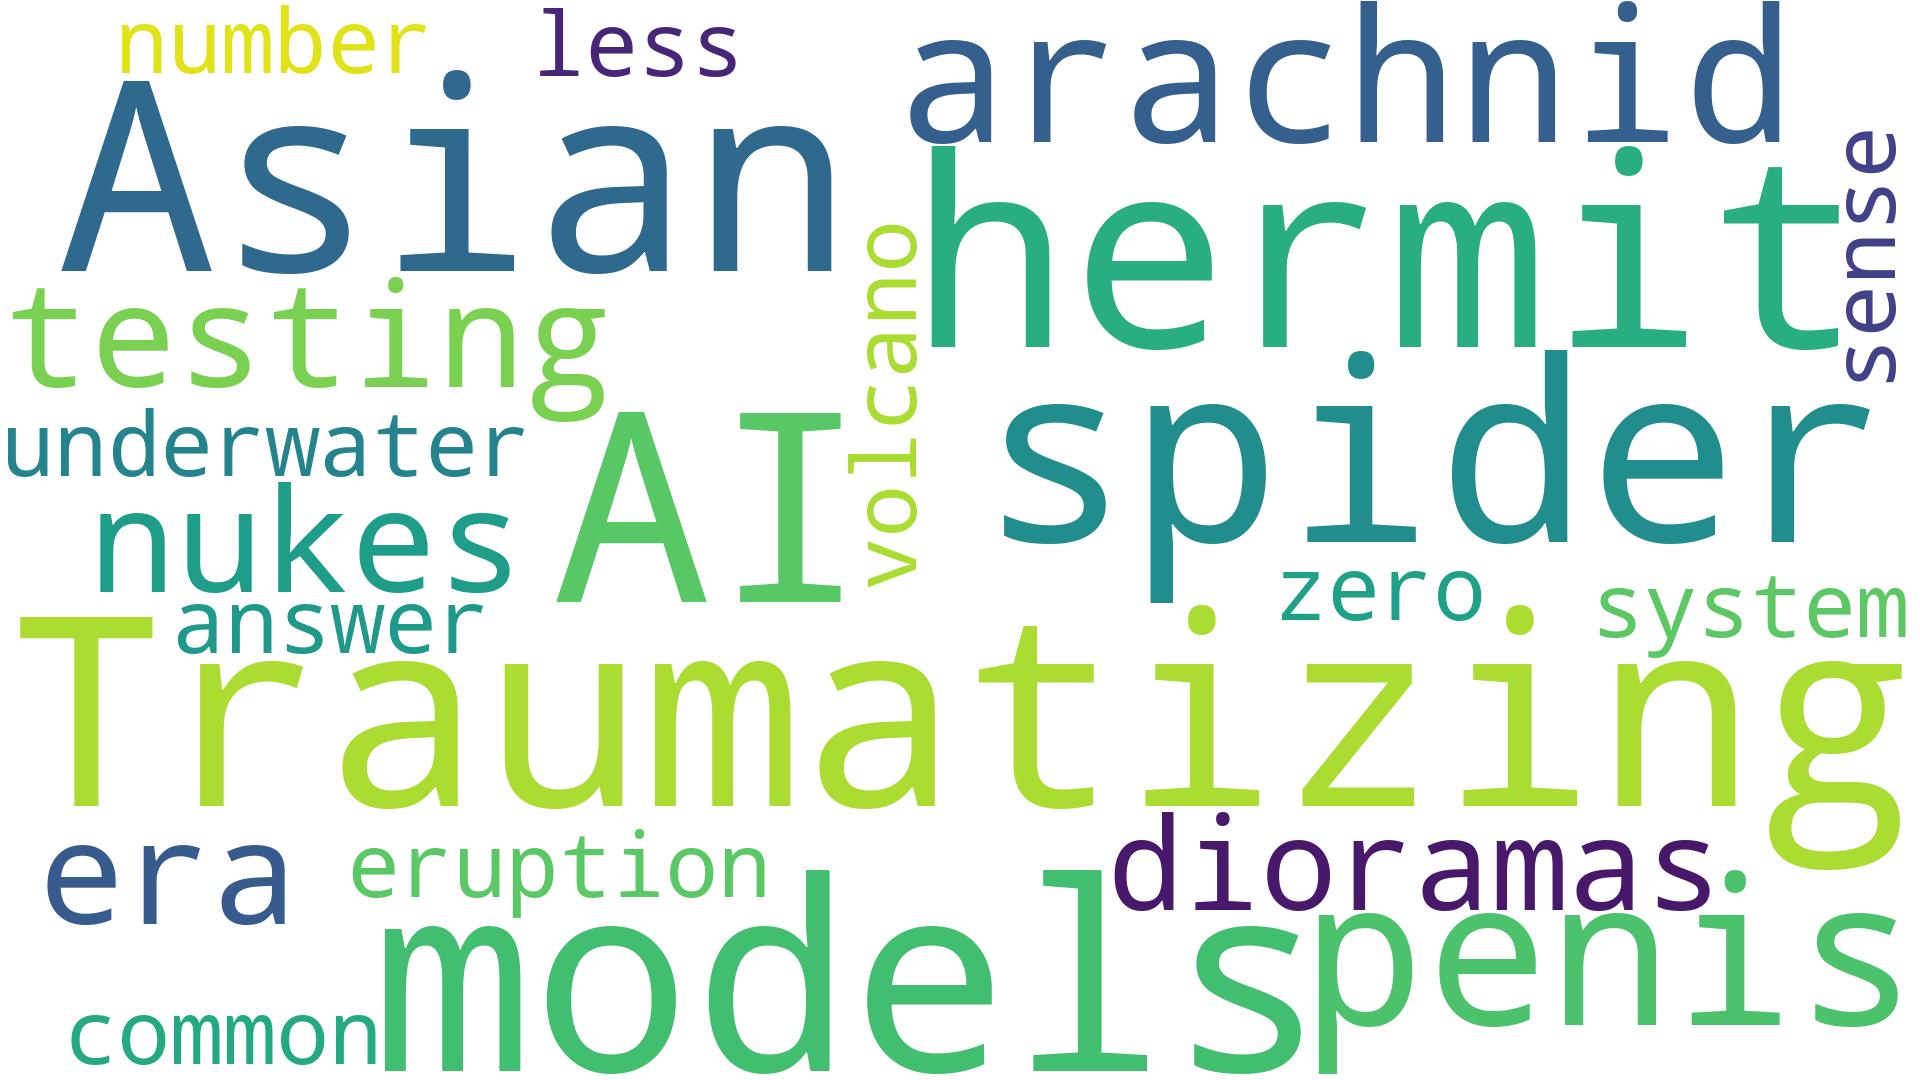 number
less
arachnid
Asian
hermit
sense
testing
volcano
underwater
AI
spider
nukes
zero
system
answer
Traumatizing
era
eruption
dioramas
models
penis
common